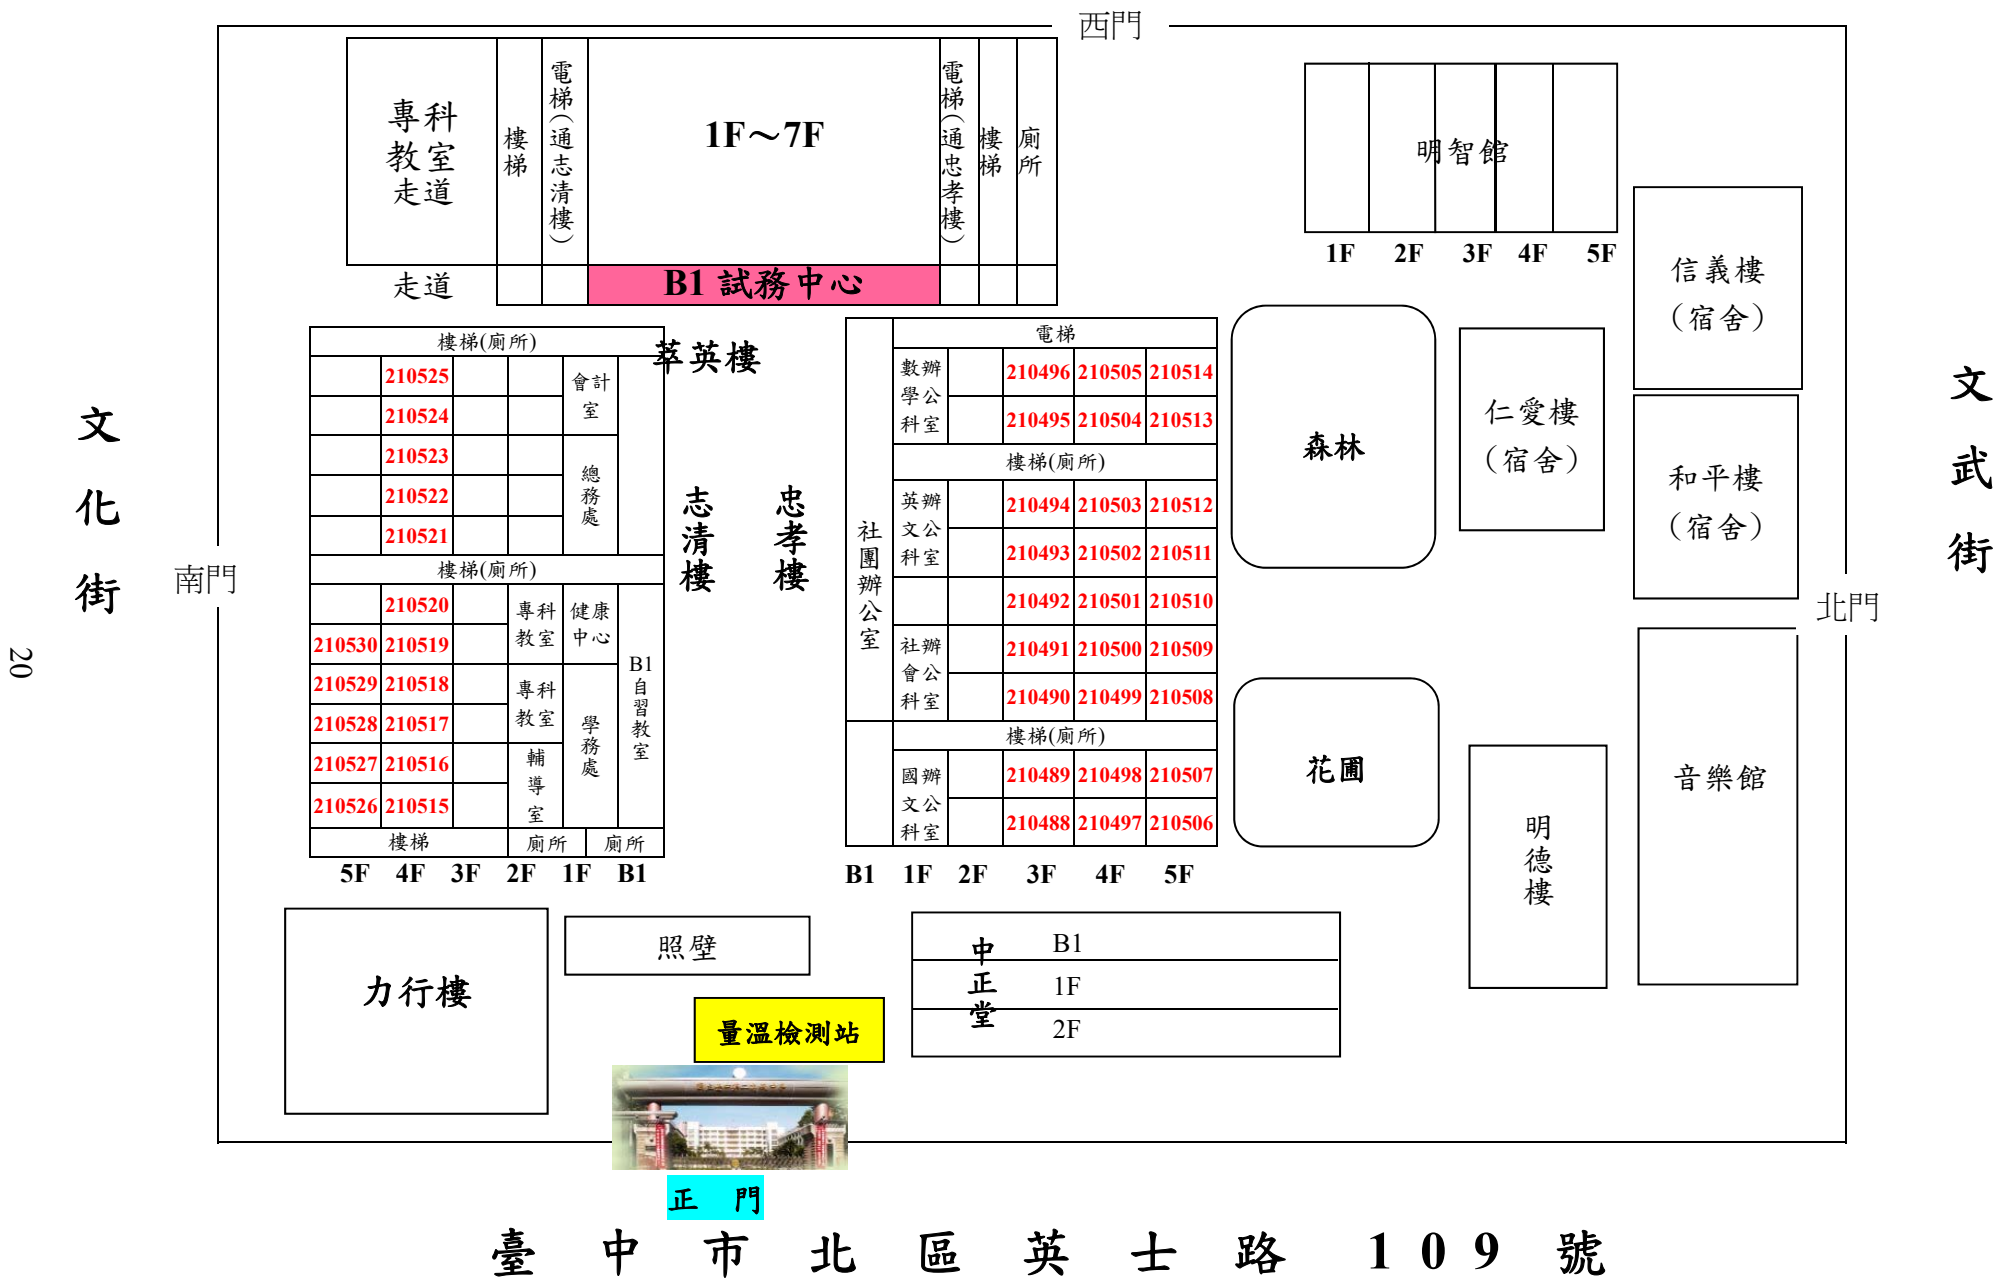 西門
專科教室走道
樓梯
電梯(通志清樓)
1F～7F
電梯(通忠孝樓)
樓梯
廁所
走道
B1 試務中心
明智館
1F 2F 3F 4F 5F
信義樓
(宿舍)
仁愛樓
(宿舍)
和平樓
(宿舍)
萃英樓
樓梯(廁所)
210525 會計室
210524
210523 總務處
210522
210521
樓梯(廁所)
210520 專科教室 健康中心 B1自習教室
210530 210519
210529 210518 專科教室 學務處
210528 210517
210527 210516 輔導室
210526 210515
樓梯 廁所 廁所
5F 4F 3F 2F 1F B1
志清樓
忠孝樓
社團辦公室
電梯
數學科辦公室 210496 210505 210514
210495 210504 210513
樓梯(廁所)
英文科辦公室 210494 210503 210512
210493 210502 210511
210492 210501 210510
社會科辦公室 210491 210500 210509
210490 210499 210508
樓梯(廁所)
國文科辦公室 210489 210498 210507
210488 210497 210506
B1 1F 2F 3F 4F 5F
森林
花圃
文化街
南門
20
文武街
北門
音樂館
明德樓
力行樓
照壁
中正堂
B1
1F
2F
量溫檢測站
正 門
臺中市北區英士路109號